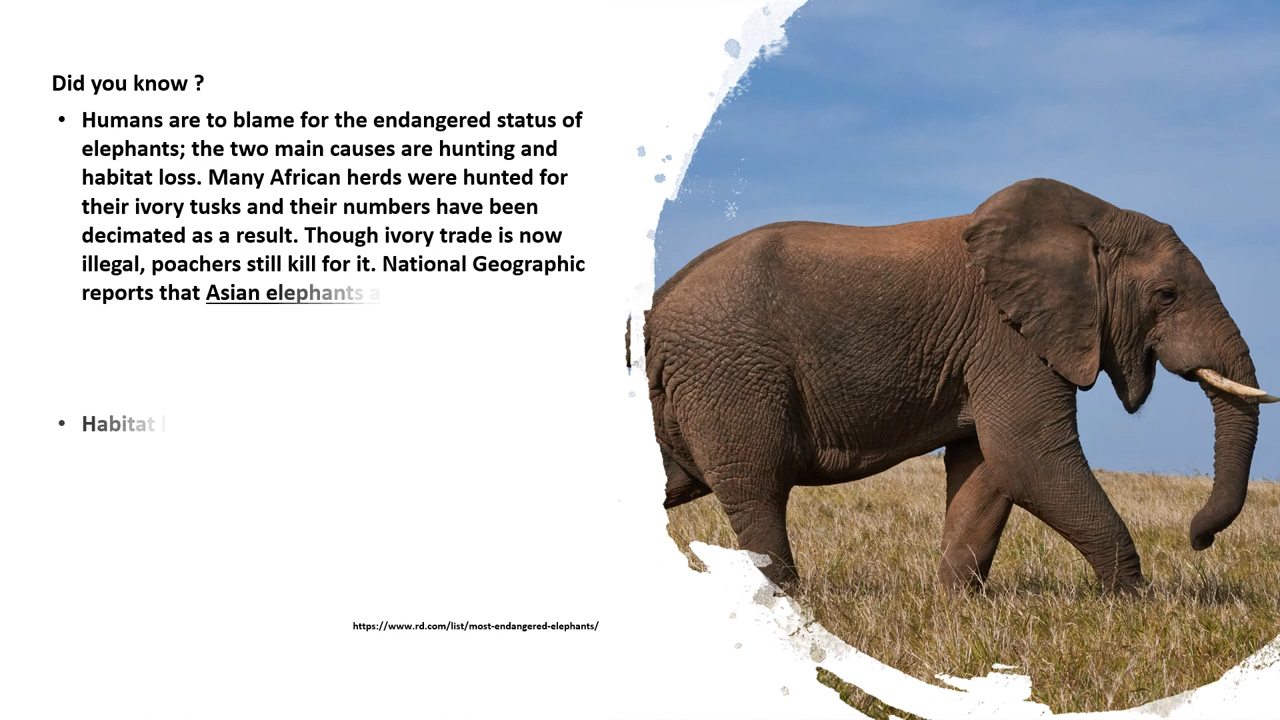 Did you know ?
• Humans are to blame for the endangered status of
elephants; the two main causes are hunting and
habitat loss. Many African herds were hunted for
their ivory tusks and their numbers have been
decimated as a result. Though ivory trade is now
illegal, poachers still kill for it. National Geographic
reports that Asian elephants a
• Habitat l
https://www.rd.com/list/most-endangered-elephants/